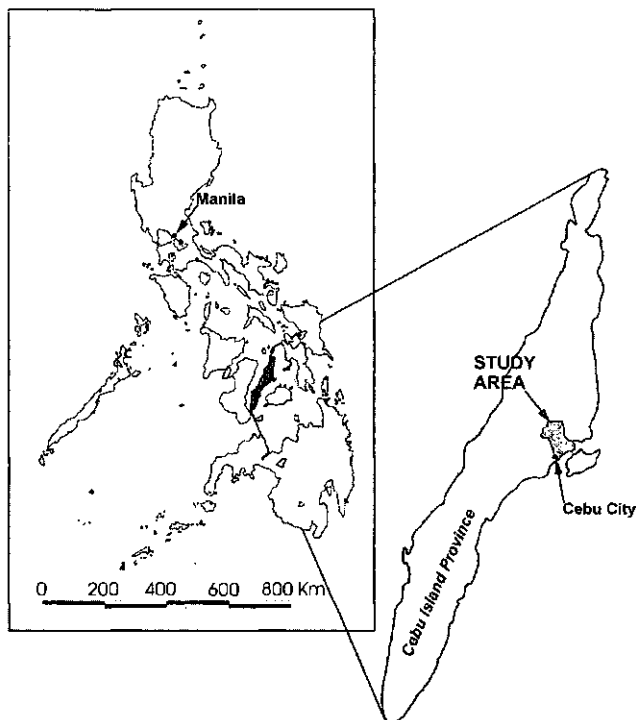 Manila
STUDY
AREA
Cebu City
Cebu Island Province
0 200 400 600 800 Km